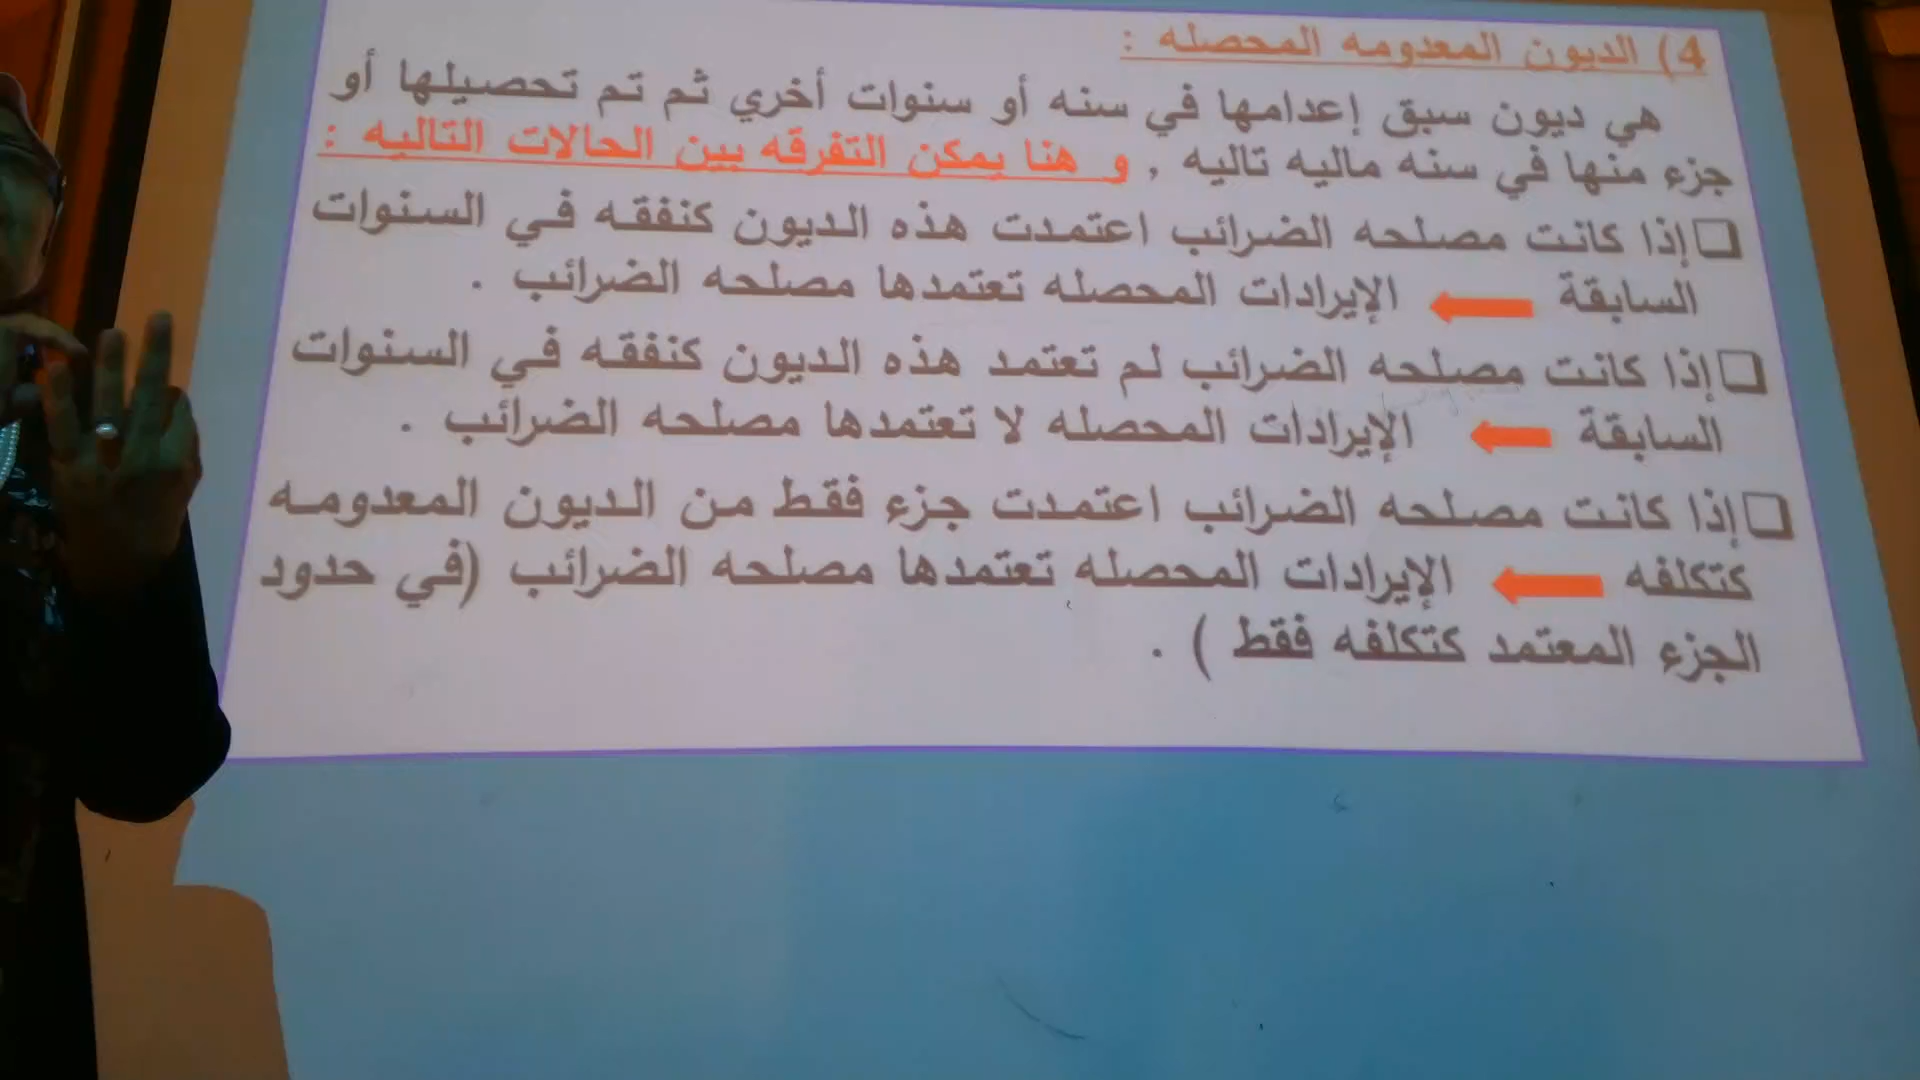 4) الديون المعدومه المحصله :
هي ديون سبق إعدامها في سنه أو سنوات أخري ثم تم تحصيلها أو
جزء منها في سنه ماليه تاليه , و هنا يمكن التفرقه بين الحالات التاليه :
إذا كانت مصلحه الضرائب اعتمدت هذه الديون كنفقه في السنوات
السابقة ← الإيرادات المحصله تعتمدها مصلحه الضرائب .
إذا كانت مصلحه الضرائب لم تعتمد هذه الديون كنفقه في السنوات
السابقة ← الإيرادات المحصله لا تعتمدها مصلحه الضرائب .
إذا كانت مصلحه الضرائب اعتمدت جزء فقط من الديون المعدومه
كتكلفه ← الإيرادات المحصله تعتمدها مصلحه الضرائب (في حدود
الجزء المعتمد كتكلفه فقط ) .